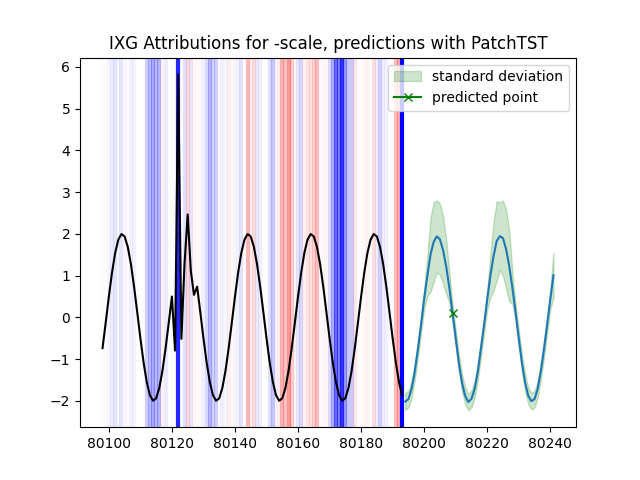 IXG Attributions for -scale, predictions with PatchTST
standard deviation
predicted point
6
5
4
3
2
1
0
−1
−2
80100 80120 80140 80160 80180 80200 80220 80240